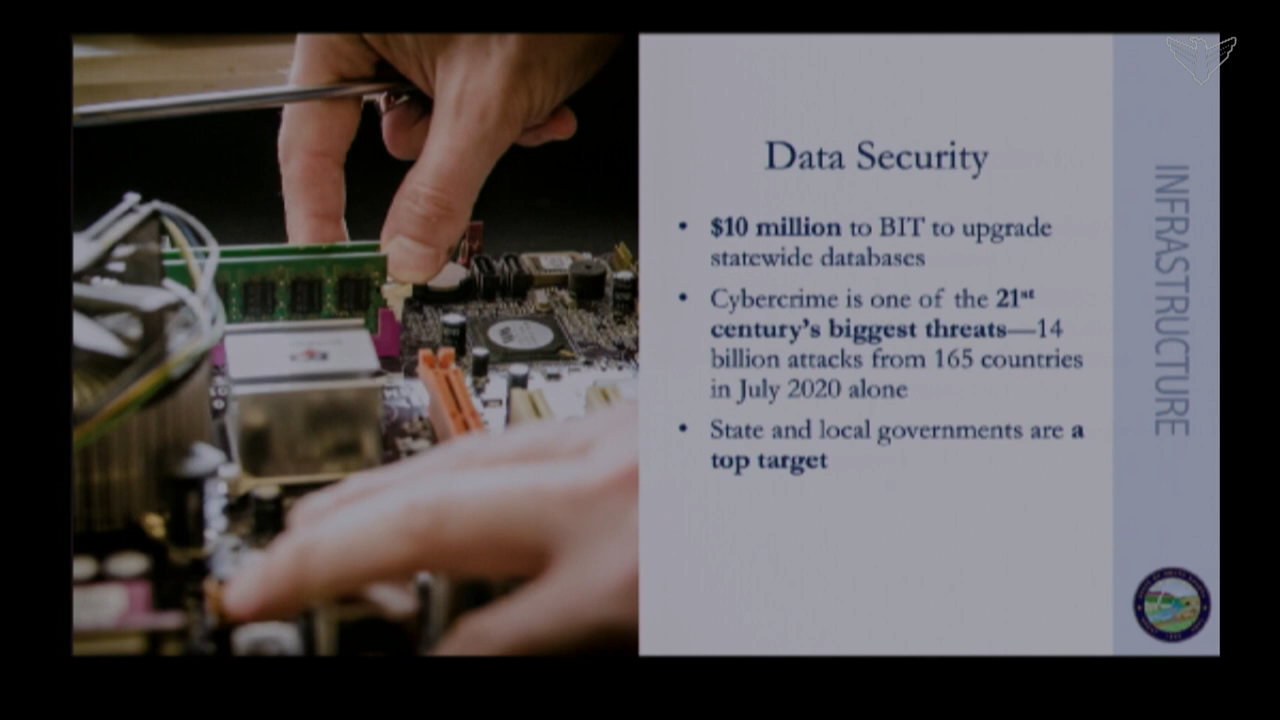 Data Security
• $10 million to BIT to upgrade
statewide databases
• Cybercrime is one of the 21st
century's biggest threats—14
billion attacks from 165 countries
in July 2020 alone
• State and local governments are a
top target
INFRASTRUCTURE